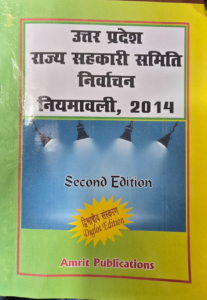 उत्तर प्रदेश
राज्य सहकारी समिति
निर्वाचन
नियमावली, 2014
Second Edition
द्विभाषीय संस्करण
Diglot Edition
Amrit Publications